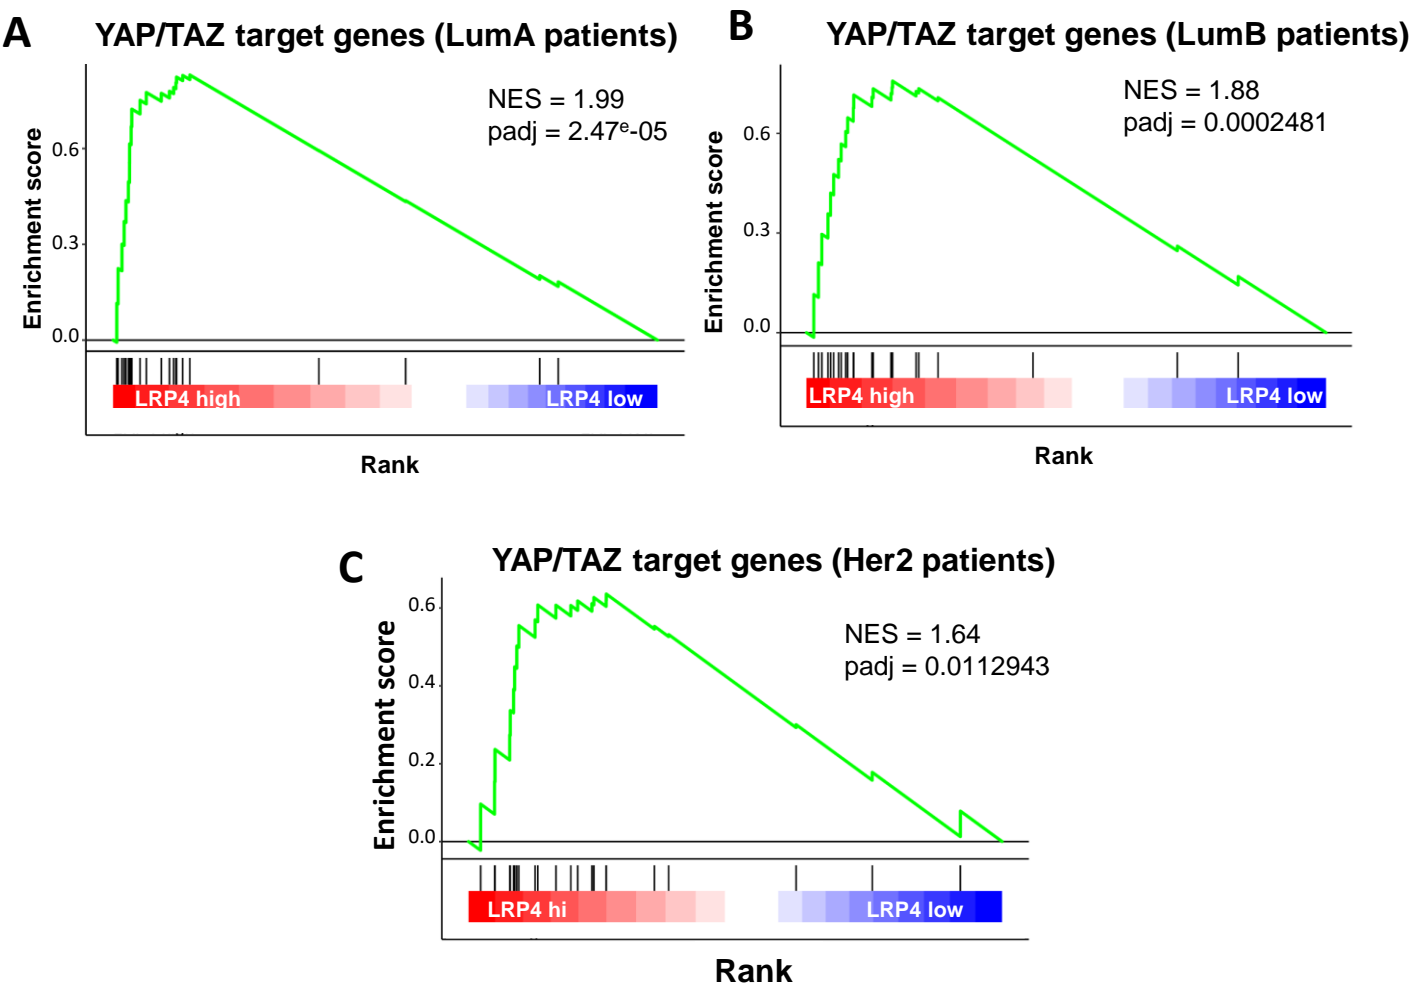 A
YAP/TAZ target genes (LumA patients)
NES = 1.99
padj = 2.47e-05
Enrichment score
0.6
0.3
0.0
LRP4 high
LRP4 low
Rank
B
YAP/TAZ target genes (LumB patients)
NES = 1.88
padj = 0.0002481
Enrichment score
0.6
0.3
0.0
LRP4 high
LRP4 low
Rank
C
YAP/TAZ target genes (Her2 patients)
NES = 1.64
padj = 0.0112943
Enrichment score
0.6
0.4
0.2
0.0
LRP4 hi
LRP4 low
Rank